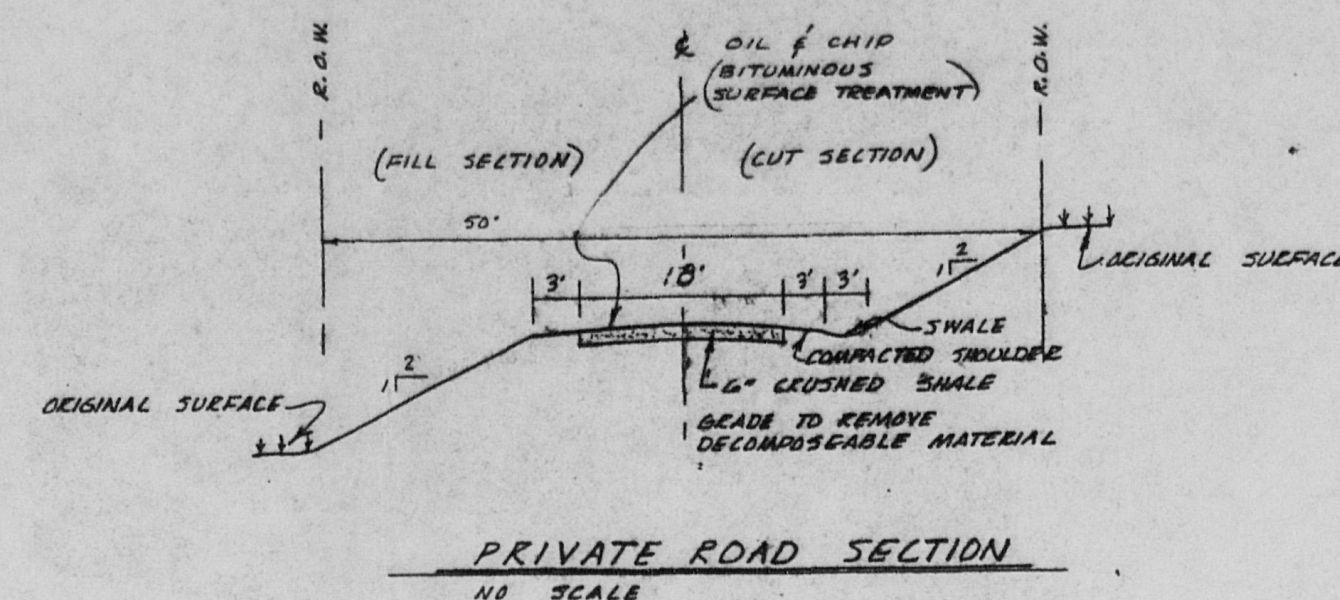 R.O.W.
℄ OIL & CHIP
(BITUMINOUS
SURFACE TREATMENT)
R.O.W.
(FILL SECTION)
(CUT SECTION)
50'
ORIGINAL SURFACE
3'
18'
3'
3'
1
2
SWALE
COMPACTED SHOULDER
1
2
6" CRUSHED SHALE
ORIGINAL SURFACE
GRADE TO REMOVE
DECOMPOSEABLE MATERIAL
PRIVATE ROAD SECTION
NO SCALE